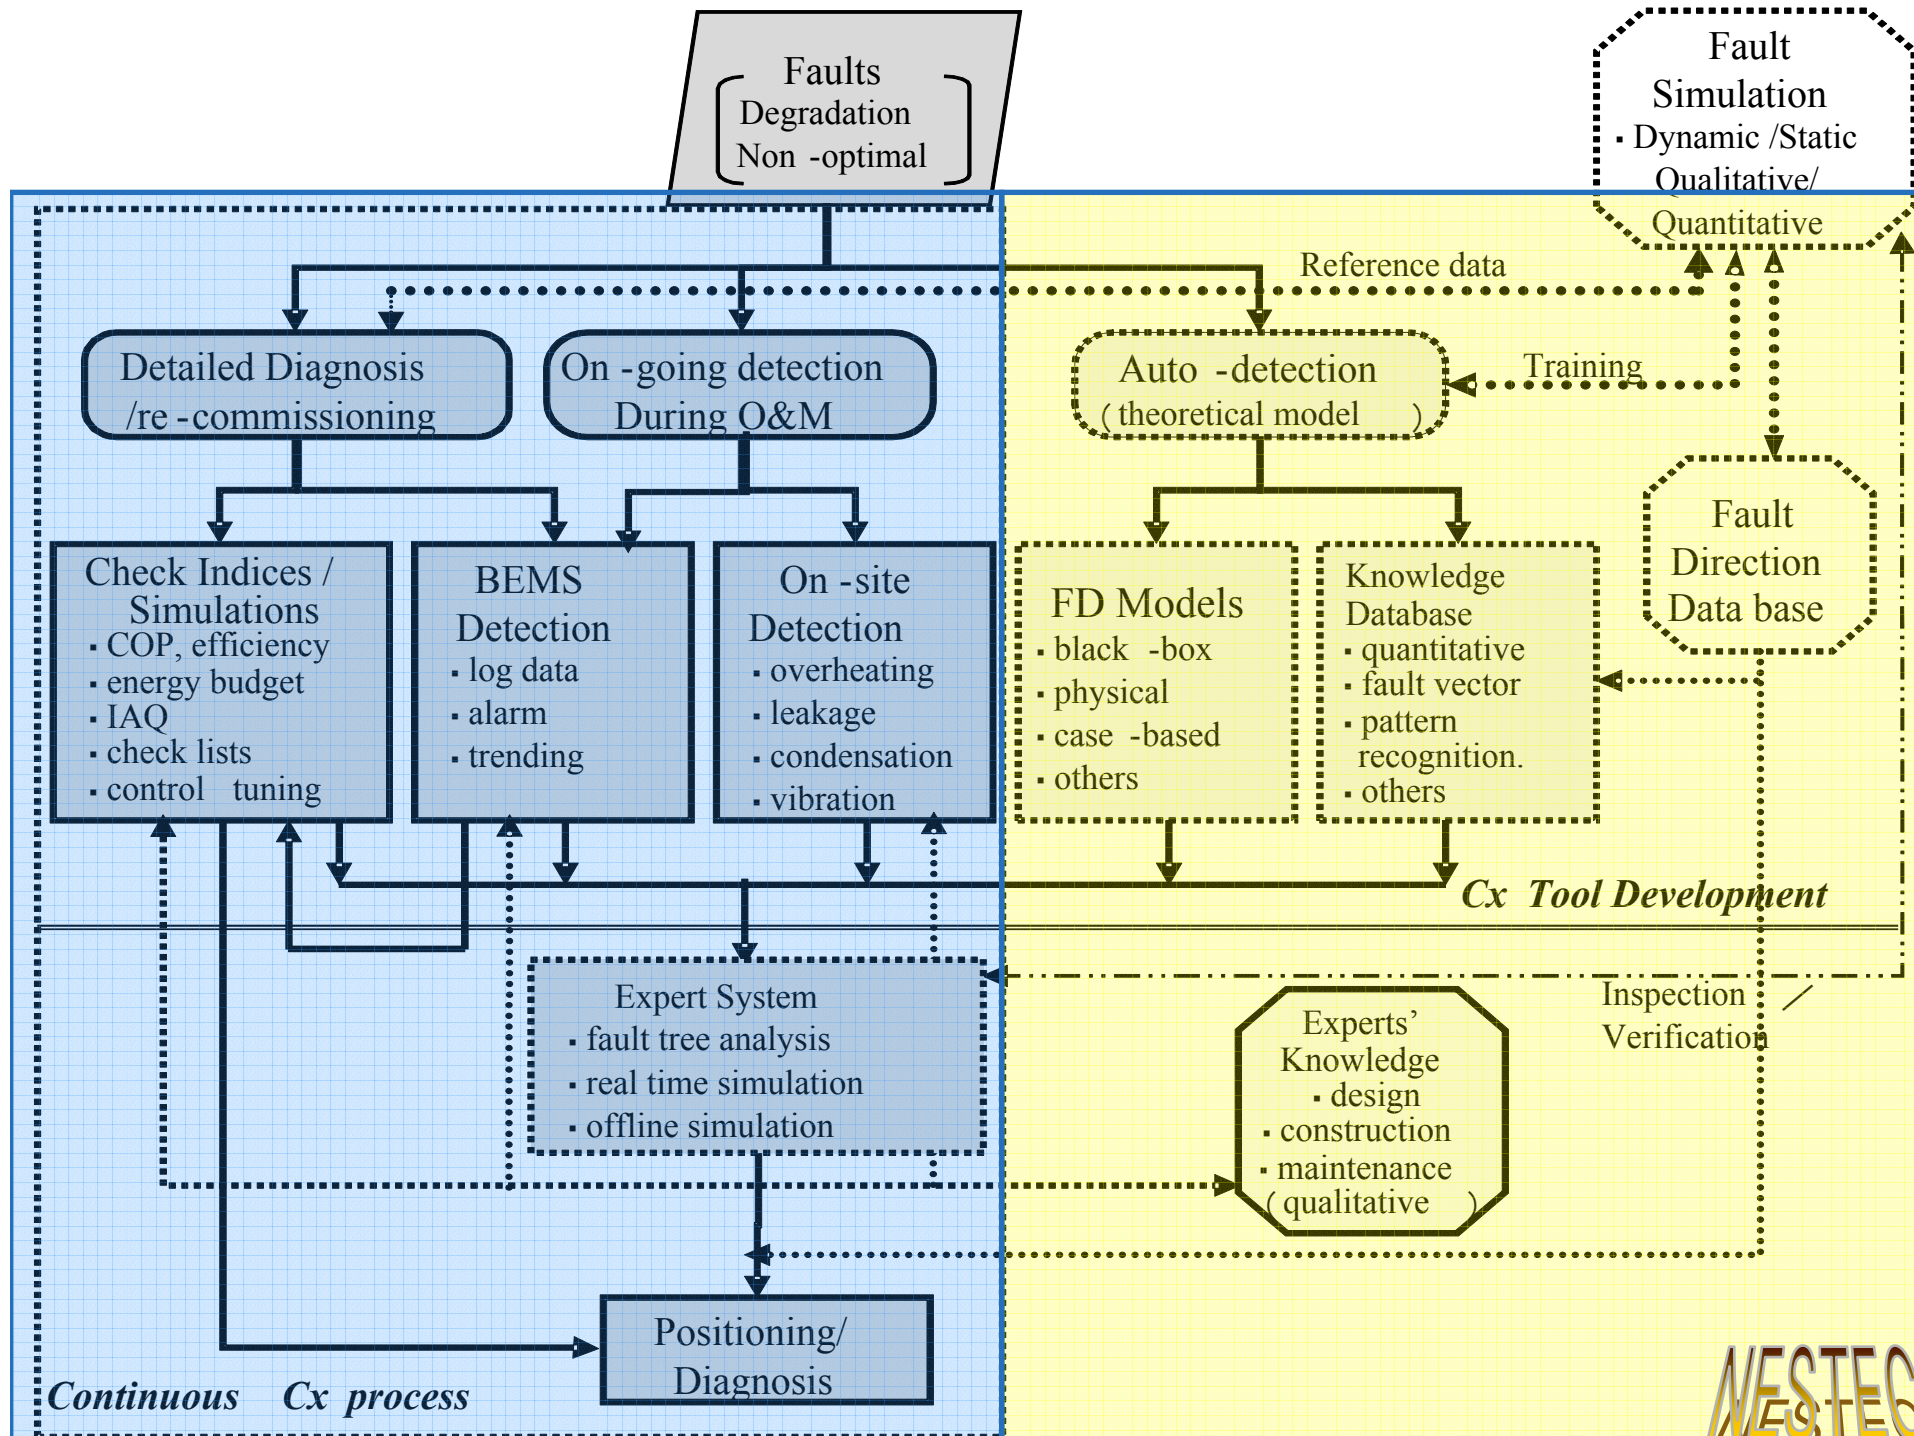 Faults
Degradation
Non -optimal
Fault
Simulation
▪ Dynamic /Static
Qualitative/
Quantitative
Reference data
Detailed Diagnosis
/re -commissioning
On -going detection
During O&M
Auto -detection
( theoretical model )
Training
Check Indices /
Simulations
▪ COP, efficiency
▪ energy budget
▪ IAQ
▪ check lists
▪ control tuning
BEMS
Detection
▪ log data
▪ alarm
▪ trending
On -site
Detection
▪ overheating
▪ leakage
▪ condensation
▪ vibration
FD Models
▪ black -box
▪ physical
▪ case -based
▪ others
Knowledge
Database
▪ quantitative
▪ fault vector
▪ pattern
recognition.
▪ others
Fault
Direction
Data base
Cx Tool Development
Expert System
▪ fault tree analysis
▪ real time simulation
▪ offline simulation
Experts’
Knowledge
▪ design
▪ construction
▪ maintenance
( qualitative )
Inspection /
Verification
Positioning/
Diagnosis
Continuous Cx process
NESTEC